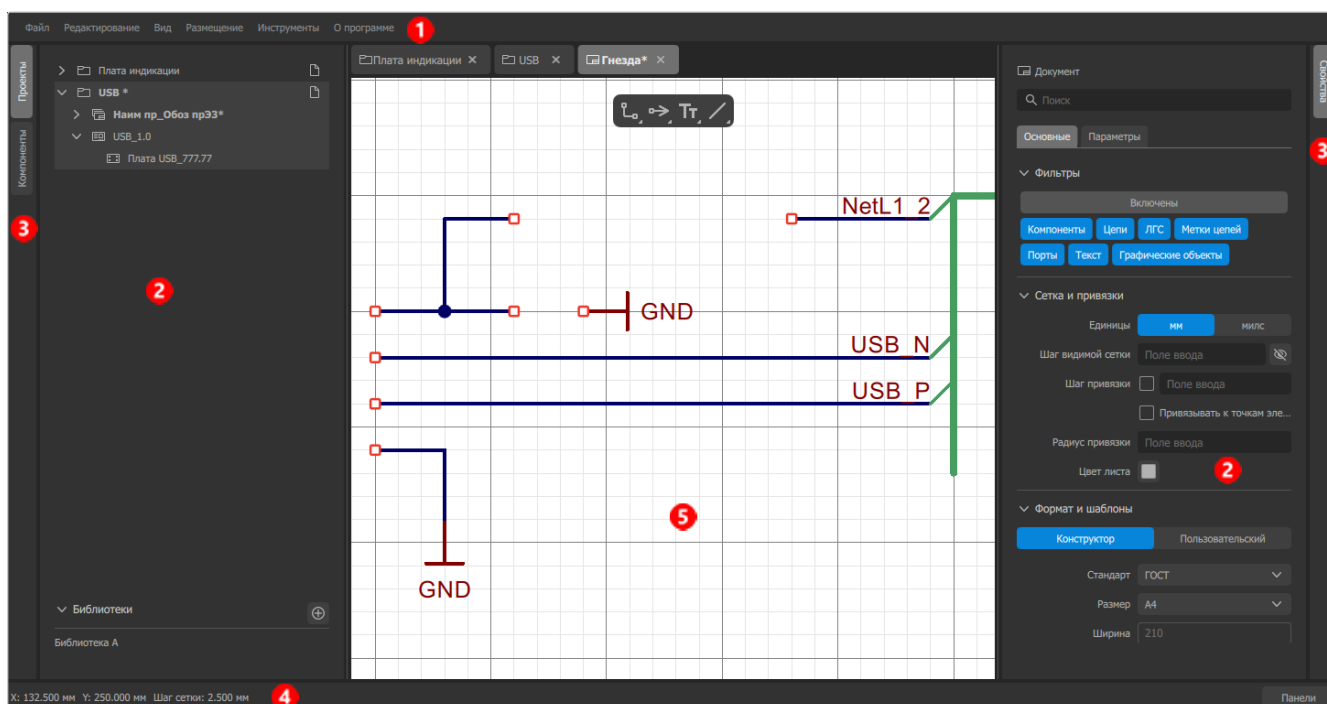 Файл Редактирование Вид Размещение Инструменты О программе
1
Проекты
Компоненты
3
Плата индикации
USB *
Наим пр_Обоз прЭ3*
USB_1.0
Плата USB_777.77
2
Библиотеки
Библиотека А
Плата индикации USB Гнезда*
NetL1_2
GND
USB_N
USB_P
5
GND
Документ
Поиск
Основные Параметры
Фильтры
Включены
Компоненты Цепи ЛГС Метки цепей
Порты Текст Графические объекты
Сетка и привязки
Единицы мм милс
Шаг видимой сетки Поле ввода
Шаг привязки Поле ввода
Привязывать к точкам эле...
Радиус привязки Поле ввода
Цвет листа
2
Формат и шаблоны
Конструктор Пользовательский
Стандарт ГОСТ
Размер A4
Ширина 210
Свойства
3
X: 132.500 мм Y: 250.000 мм Шаг сетки: 2.500 мм
4
Панели